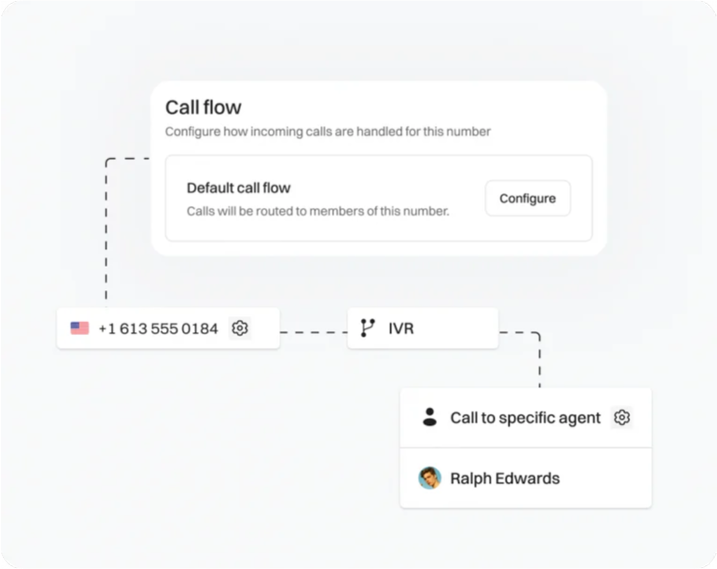 Call flow
Configure how incoming calls are handled for this number
Default call flow
Calls will be routed to members of this number.
Configure
+1 613 555 0184
IVR
Call to specific agent
Ralph Edwards